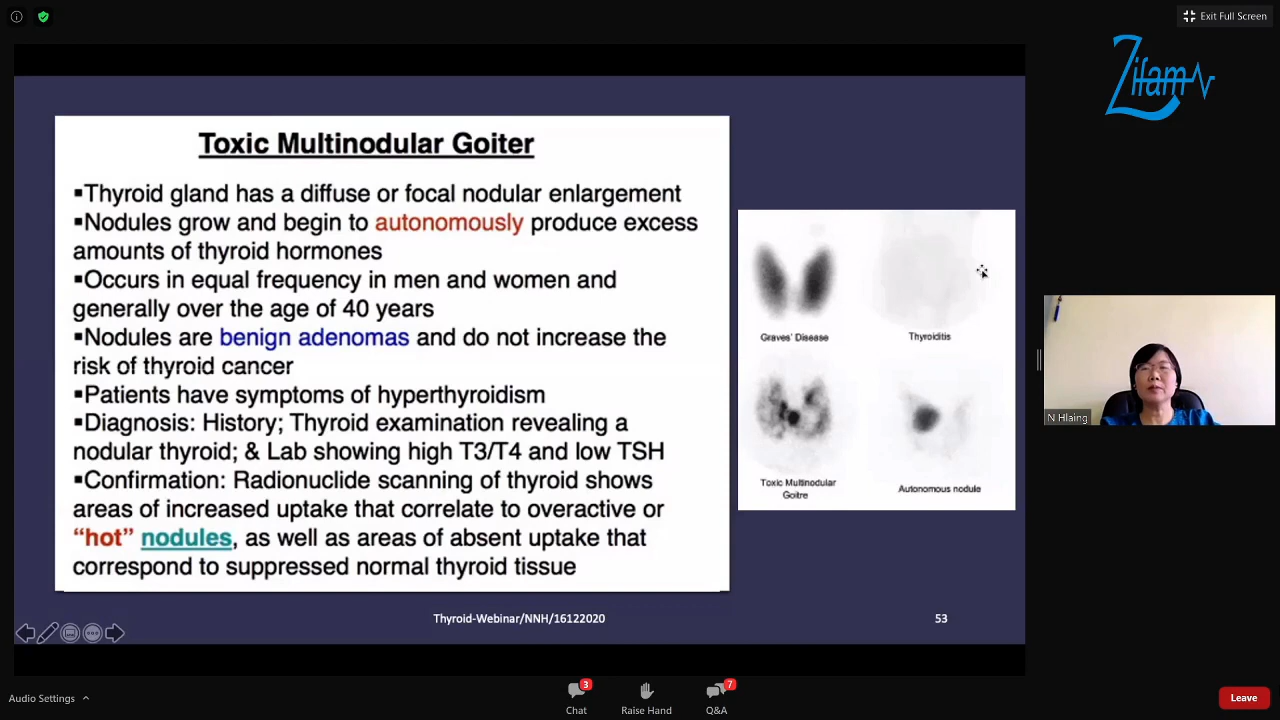 Exit Full Screen
Zifam
Toxic Multinodular Goiter
▪Thyroid gland has a diffuse or focal nodular enlargement
▪Nodules grow and begin to autonomously produce excess
amounts of thyroid hormones
▪Occurs in equal frequency in men and women and
generally over the age of 40 years
▪Nodules are benign adenomas and do not increase the
risk of thyroid cancer
▪Patients have symptoms of hyperthyroidism
▪Diagnosis: History; Thyroid examination revealing a
nodular thyroid; & Lab showing high T3/T4 and low TSH
▪Confirmation: Radionuclide scanning of thyroid shows
areas of increased uptake that correlate to overactive or
“hot” nodules, as well as areas of absent uptake that
correspond to suppressed normal thyroid tissue
Graves' Disease
Thyroiditis
Toxic Multinodular
Goitre
Autonomous nodule
N Hlaing
Thyroid-Webinar/NNH/16122020
53
Audio Settings
3
Chat
Raise Hand
7
Q&A
Leave